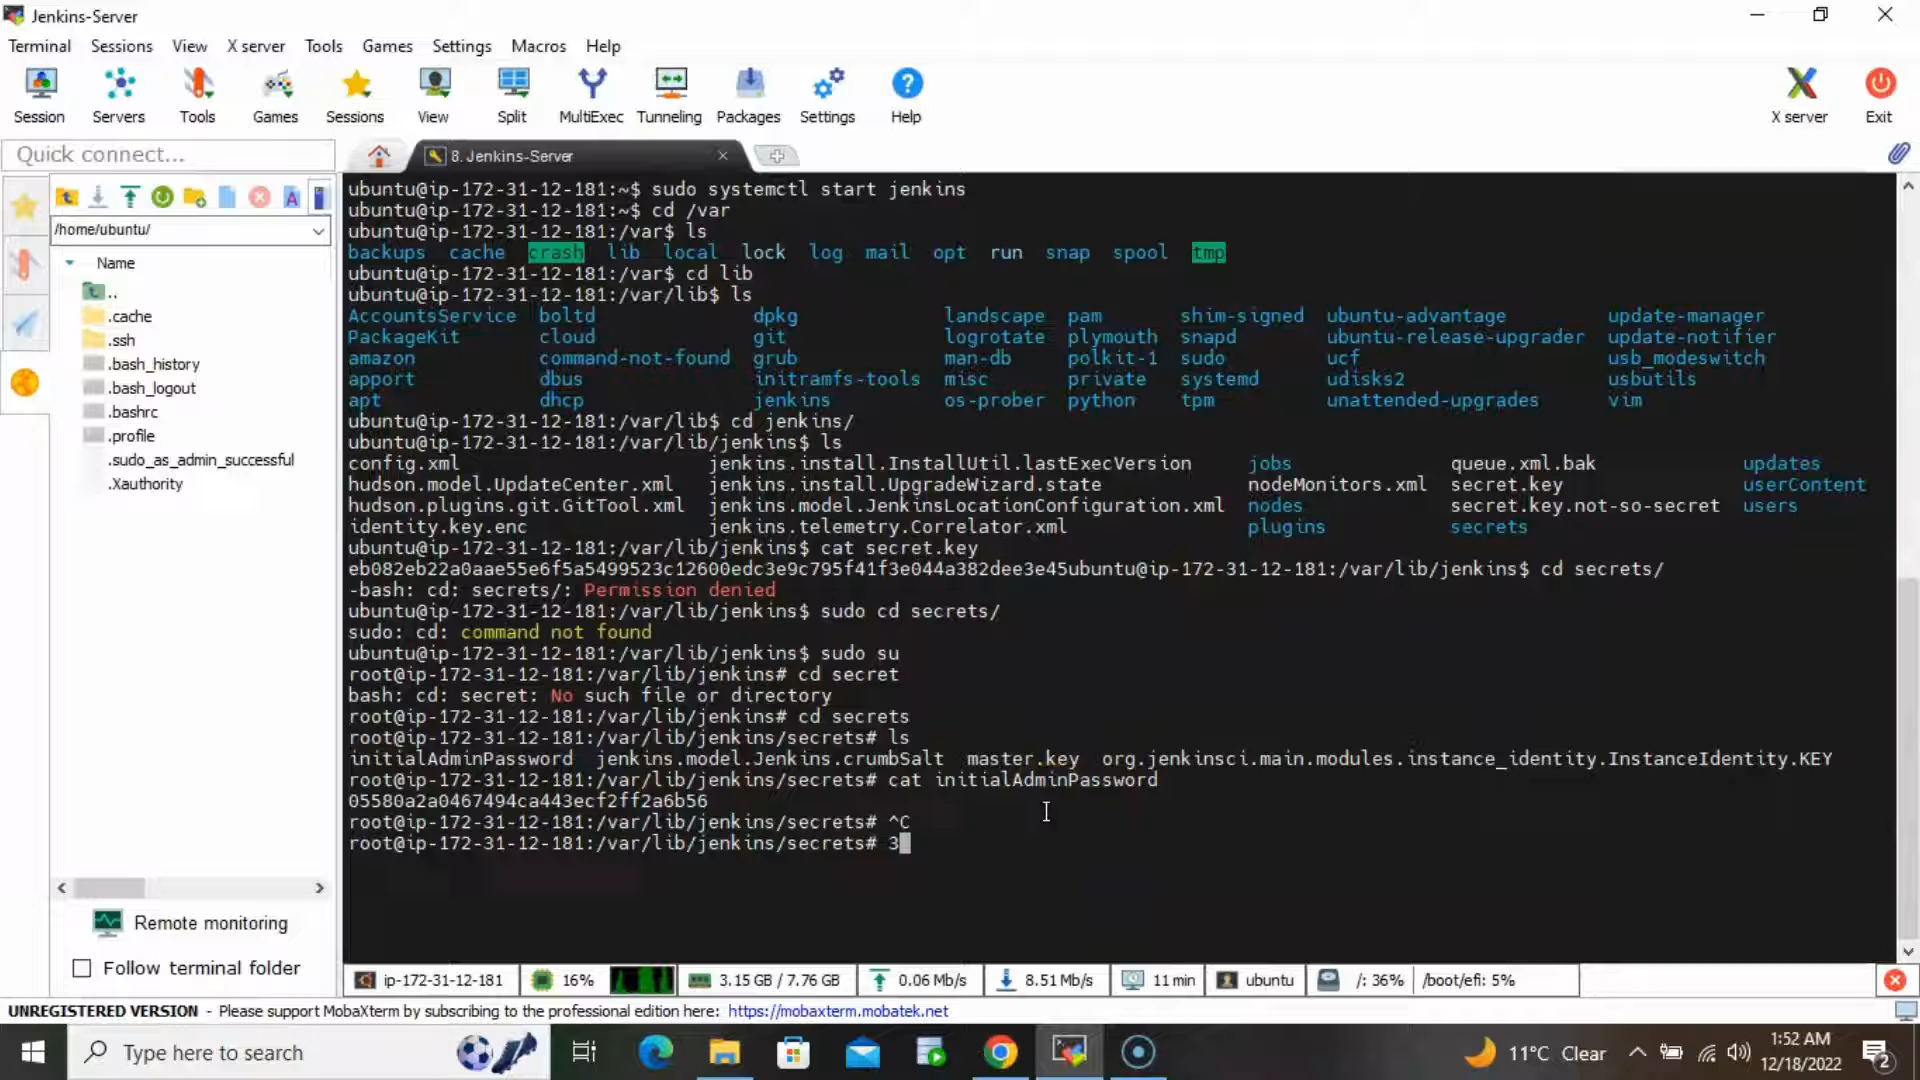 Jenkins-Server
Terminal Sessions View X server Tools Games Settings Macros Help
Session Servers Tools Games Sessions View Split MultiExec Tunneling Packages Settings Help X server Exit
Quick connect...
8. Jenkins-Server
/home/ubuntu/
Name
..
.cache
.ssh
.bash_history
.bash_logout
.bashrc
.profile
.sudo_as_admin_successful
.Xauthority
Remote monitoring
Follow terminal folder
ubuntu@ip-172-31-12-181:~$ sudo systemctl start jenkins
ubuntu@ip-172-31-12-181:~$ cd /var
ubuntu@ip-172-31-12-181:/var$ ls
backups cache crash lib local lock log mail opt run snap spool tmp
ubuntu@ip-172-31-12-181:/var$ cd lib
ubuntu@ip-172-31-12-181:/var/lib$ ls
AccountsService boltd dpkg landscape pam shim-signed ubuntu-advantage update-manager
PackageKit cloud git logrotate plymouth snapd ubuntu-release-upgrader update-notifier
amazon command-not-found grub man-db polkit-1 sudo ucf usb_modeswitch
apport dbus initramfs-tools misc private systemd udisks2 usbutils
apt dhcp jenkins os-prober python tpm unattended-upgrades vim
ubuntu@ip-172-31-12-181:/var/lib$ cd jenkins/
ubuntu@ip-172-31-12-181:/var/lib/jenkins$ ls
config.xml jenkins.install.InstallUtil.lastExecVersion jobs queue.xml.bak updates
hudson.model.UpdateCenter.xml jenkins.install.UpgradeWizard.state nodeMonitors.xml secret.key userContent
hudson.plugins.git.GitTool.xml jenkins.model.JenkinsLocationConfiguration.xml nodes secret.key.not-so-secret users
identity.key.enc jenkins.telemetry.Correlator.xml plugins secrets
ubuntu@ip-172-31-12-181:/var/lib/jenkins$ cat secret.key
eb082eb22a0aae55e6f5a5499523c12600edc3e9c795f41f3e044a382dee3e45ubuntu@ip-172-31-12-181:/var/lib/jenkins$ cd secrets/
-bash: cd: secrets/: Permission denied
ubuntu@ip-172-31-12-181:/var/lib/jenkins$ sudo cd secrets/
sudo: cd: command not found
ubuntu@ip-172-31-12-181:/var/lib/jenkins$ sudo su
root@ip-172-31-12-181:/var/lib/jenkins# cd secret
bash: cd: secret: No such file or directory
root@ip-172-31-12-181:/var/lib/jenkins# cd secrets
root@ip-172-31-12-181:/var/lib/jenkins/secrets# ls
initialAdminPassword jenkins.model.Jenkins.crumbSalt master.key org.jenkinsci.main.modules.instance_identity.InstanceIdentity.KEY
root@ip-172-31-12-181:/var/lib/jenkins/secrets# cat initialAdminPassword
05580a2a0467494ca443ecf2ff2a6b56
root@ip-172-31-12-181:/var/lib/jenkins/secrets# ^C
root@ip-172-31-12-181:/var/lib/jenkins/secrets# 3
ip-172-31-12-181 16% 3.15 GB / 7.76 GB 0.06 Mb/s 8.51 Mb/s 11 min ubuntu /: 36% /boot/efi: 5%
UNREGISTERED VERSION - Please support MobaXterm by subscribing to the professional edition here: https://mobaxterm.mobatek.net
Type here to search
11°C Clear
1:52 AM
12/18/2022
2